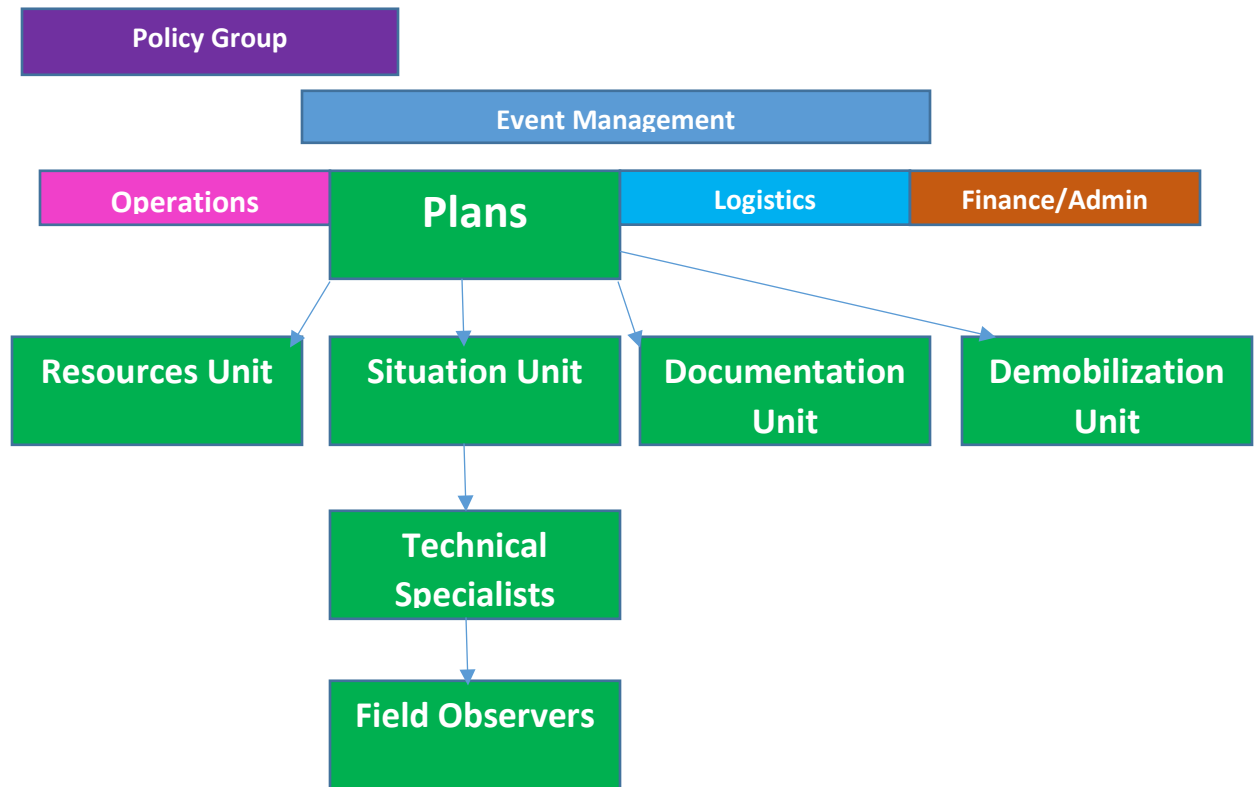 Policy Group
Event Management
Operations
Plans
Logistics
Finance/Admin
Resources Unit
Situation Unit
Documentation
Unit
Demobilization
Unit
Technical
Specialists
Field Observers